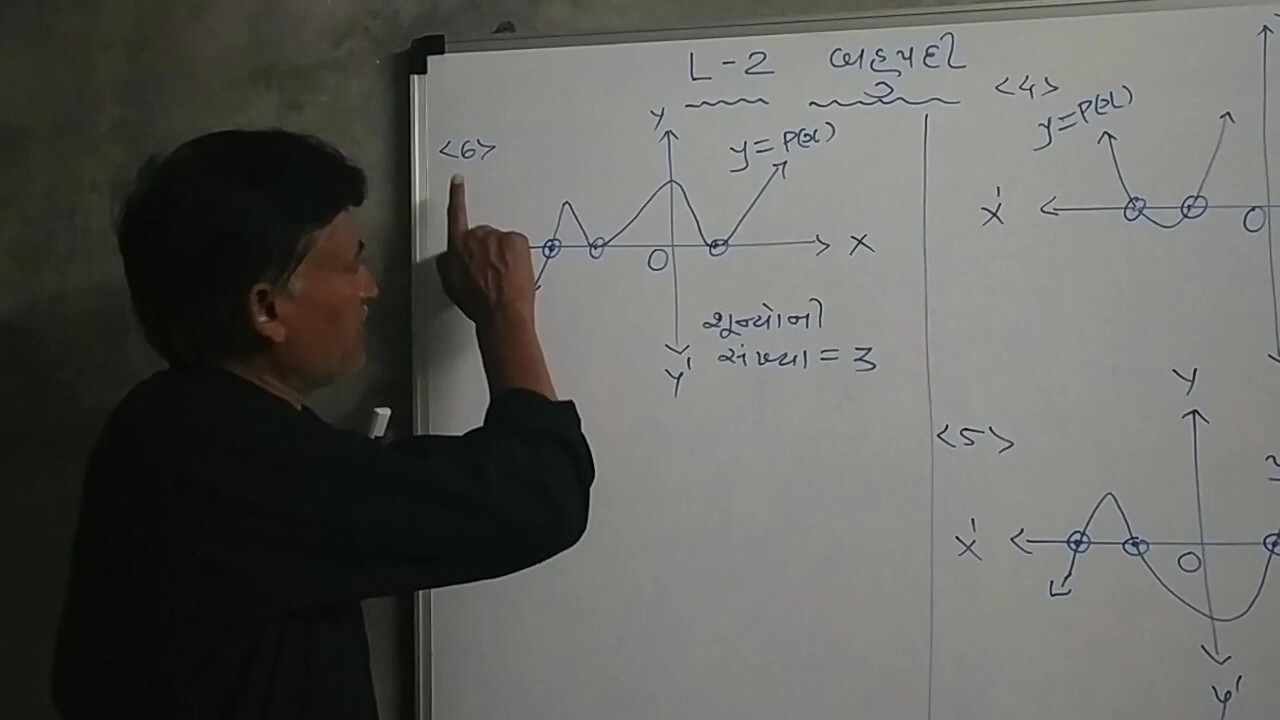 L-2 બહુપદી
<6>
Y
y=P(x)
X
O
Y'
શૂન્યોની
સંખ્યા = 3
<4>
y=P(x)
X'
O
<5>
Y
X'
O
Y'